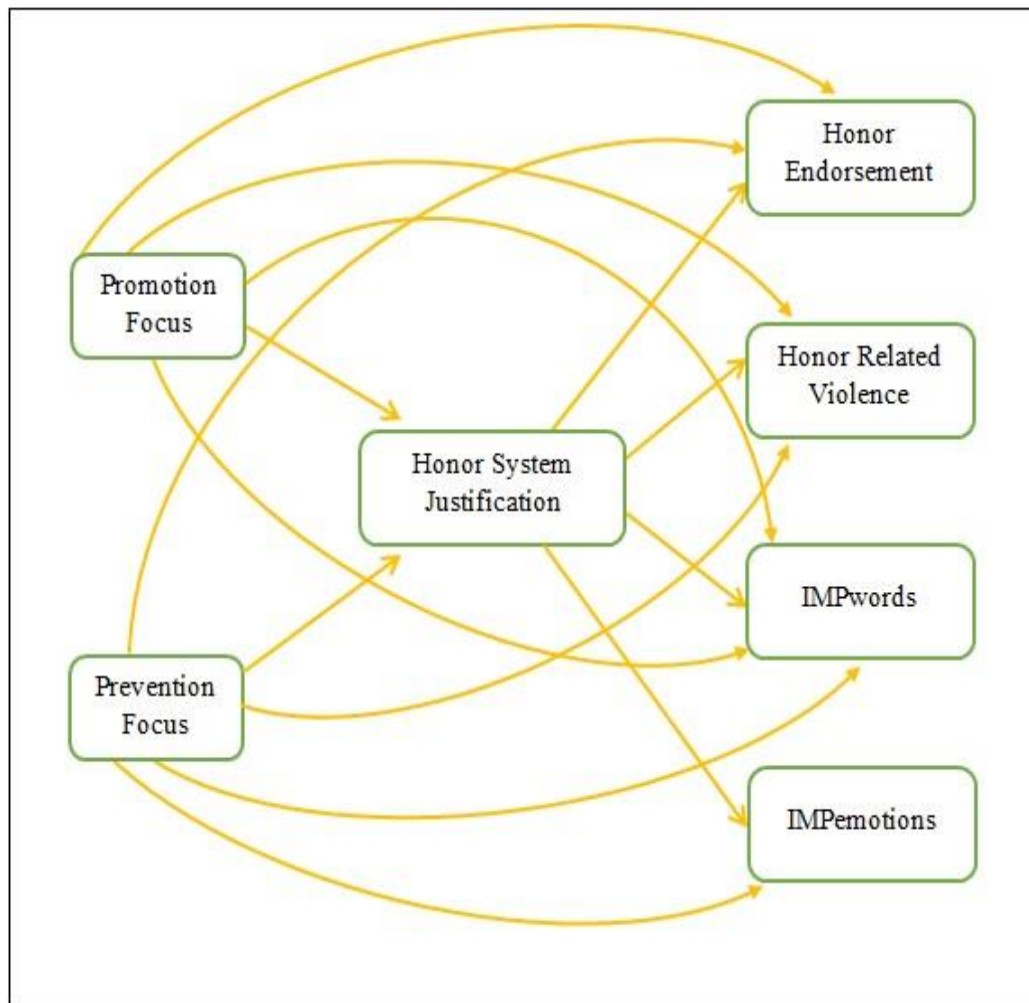 Honor
Endorsement
Promotion
Focus
Honor Related
Violence
Honor System
Justification
IMPwords
Prevention
Focus
IMPemotions